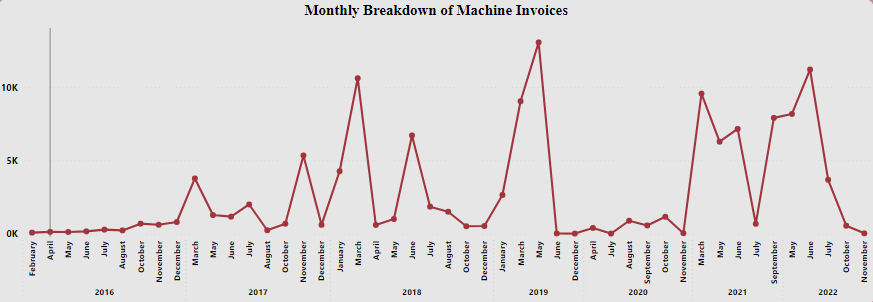 Monthly Breakdown of Machine Invoices
10K
5K
0K
February
April
May
June
July
August
October
November
December
March
May
June
July
August
October
November
December
January
March
April
May
June
July
August
October
December
January
March
May
June
December
April
July
August
September
October
November
March
May
June
July
September
May
June
July
October
November
2016
2017
2018
2019
2020
2021
2022